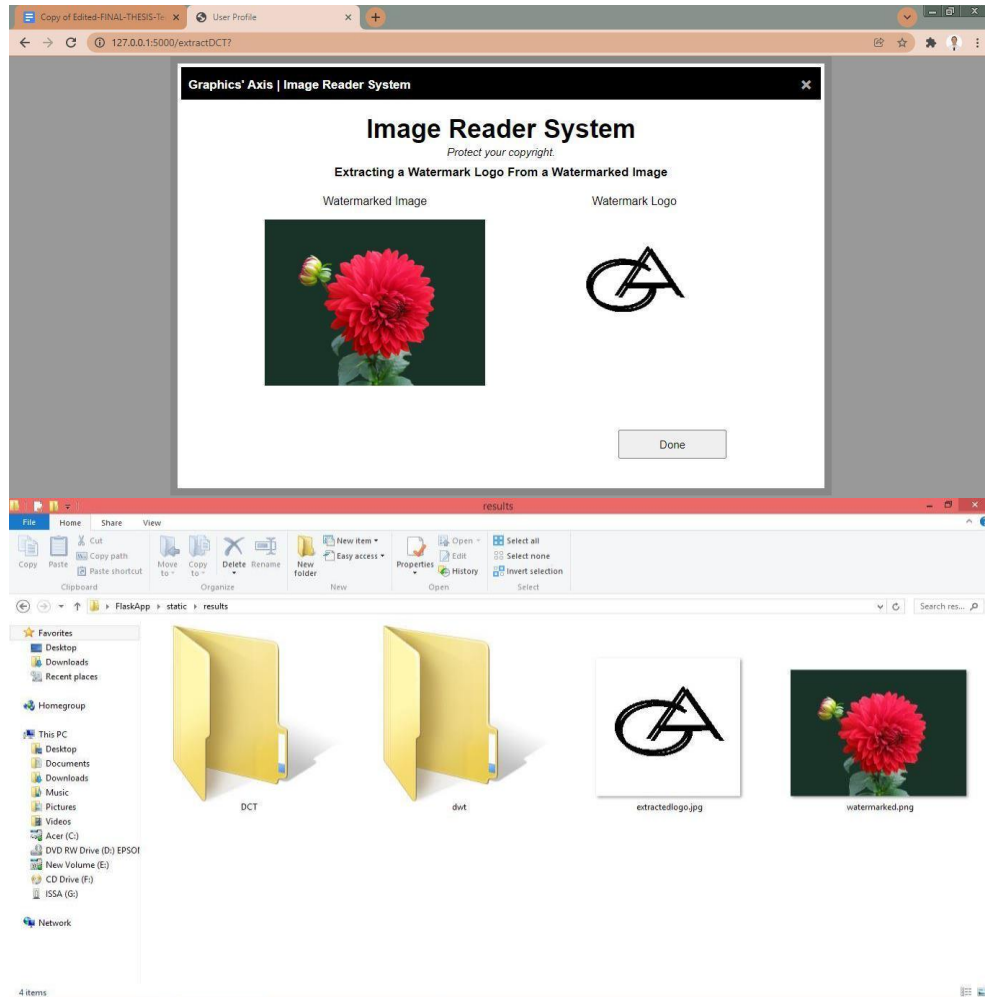 Copy of Edited-FINAL-THESIS-Te
User Profile
127.0.0.1:5000/extractDCT?
Graphics' Axis | Image Reader System
Image Reader System
Protect your copyright.
Extracting a Watermark Logo From a Watermarked Image
Watermarked Image
Watermark Logo
GA
Done
results
File Home Share View
Copy
Paste
Cut
Copy path
Paste shortcut
Move to
Copy to
Delete
Rename
New folder
New item
Easy access
Properties
Open
Edit
History
Select all
Select none
Invert selection
Clipboard
Organize
New
Open
Select
FlaskApp static results
Search res...
Favorites
Desktop
Downloads
Recent places
Homegroup
This PC
Desktop
Documents
Downloads
Music
Pictures
Videos
Acer (C:)
DVD RW Drive (D:) EPSO
New Volume (E:)
CD Drive (F:)
ISSA (G:)
Network
GA
DCT
dwt
extractedlogo.jpg
watermarked.png
4 items